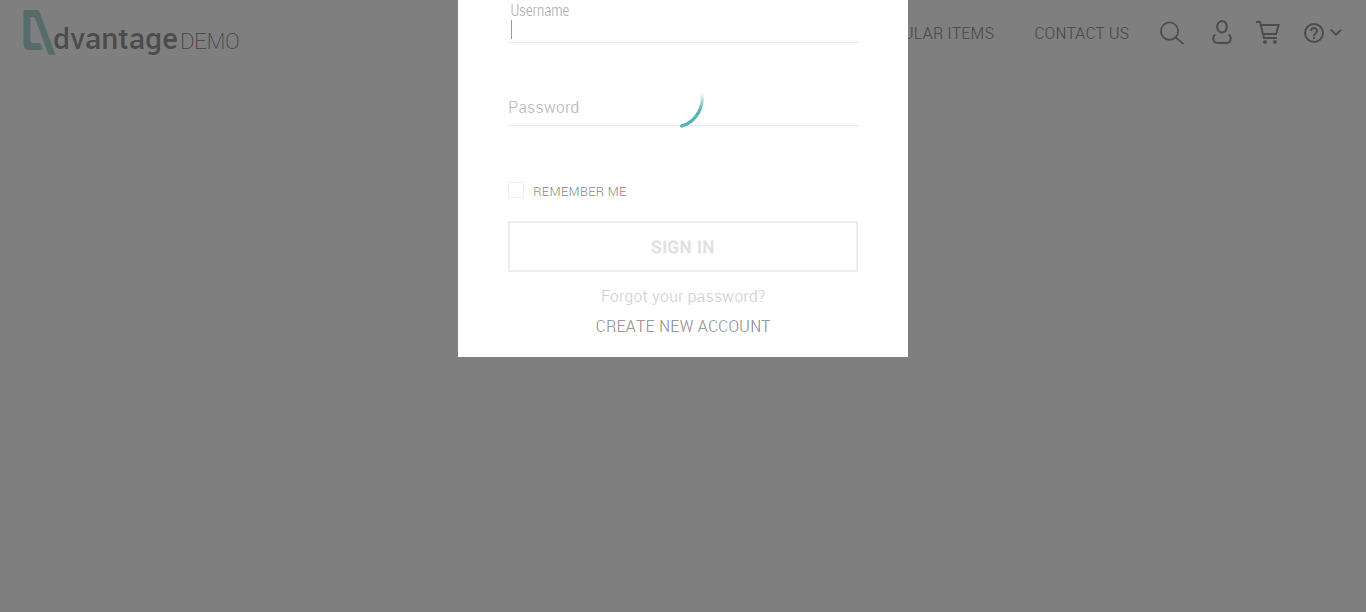 dvantage DEMO
ULAR ITEMS
CONTACT US
Username
Password
REMEMBER ME
SIGN IN
Forgot your password?
CREATE NEW ACCOUNT